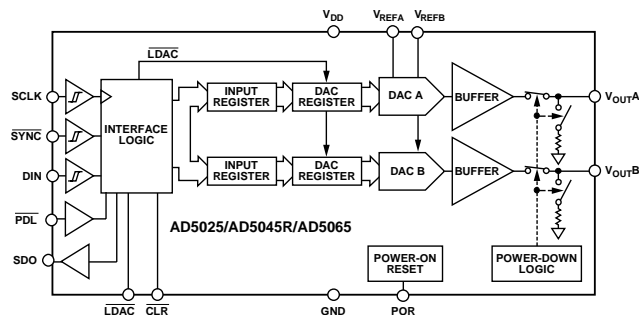 VDD
VREFA
VREFB
LDAC
SCLK
SYNC
DIN
PDL
SDO
INTERFACE
LOGIC
INPUT
REGISTER
DAC
REGISTER
DAC A
BUFFER
VOUTA
INPUT
REGISTER
DAC
REGISTER
DAC B
BUFFER
VOUTB
AD5025/AD5045R/AD5065
POWER-ON
RESET
POWER-DOWN
LOGIC
LDAC
CLR
GND
POR